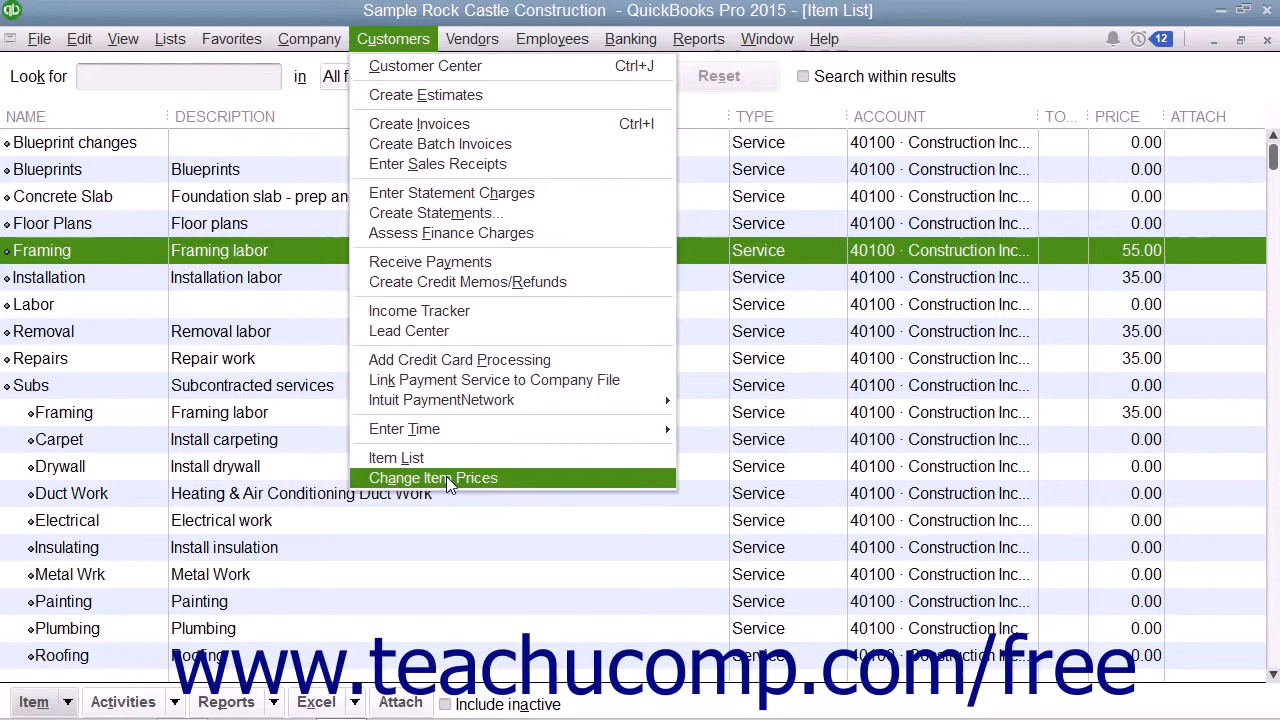 Sample Rock Castle Construction - QuickBooks Pro 2015 - [Item List]
File Edit View Lists Favorites Company Customers Vendors Employees Banking Reports Window Help 12
Look for in All f Reset Search within results
NAME DESCRIPTION TYPE ACCOUNT TO... PRICE ATTACH
Blueprint changes Service 40100 · Construction Inc... 0.00
Blueprints Blueprints Service 40100 · Construction Inc... 0.00
Concrete Slab Foundation slab - prep an Service 40100 · Construction Inc... 0.00
Floor Plans Floor plans Service 40100 · Construction Inc... 0.00
Framing Framing labor Service 40100 · Construction Inc... 55.00
Installation Installation labor Service 40100 · Construction Inc... 35.00
Labor Service 40100 · Construction Inc... 0.00
Removal Removal labor Service 40100 · Construction Inc... 35.00
Repairs Repair work Service 40100 · Construction Inc... 35.00
Subs Subcontracted services Service 40100 · Construction Inc... 0.00
Framing Framing labor Service 40100 · Construction Inc... 35.00
Carpet Install carpeting Service 40100 · Construction Inc... 0.00
Drywall Install drywall Service 40100 · Construction Inc... 0.00
Duct Work Heating & Air Conditioning Duct Work Service 40100 · Construction Inc... 0.00
Electrical Electrical work Service 40100 · Construction Inc... 0.00
Insulating Install insulation Service 40100 · Construction Inc... 0.00
Metal Wrk Metal Work Service 40100 · Construction Inc... 0.00
Painting Painting Service 40100 · Construction Inc... 0.00
Plumbing Plumbing Service 40100 · Construction Inc... 0.00
Roofing Roofing Service 40100 · Construction Inc... 0.00
Customer Center Ctrl+J
Create Estimates
Create Invoices Ctrl+I
Create Batch Invoices
Enter Sales Receipts
Enter Statement Charges
Create Statements...
Assess Finance Charges
Receive Payments
Create Credit Memos/Refunds
Income Tracker
Lead Center
Add Credit Card Processing
Link Payment Service to Company File
Intuit PaymentNetwork
Enter Time
Item List
Change Item Prices
www.teachucomp.com/free
Item Activities Reports Excel Attach Include inactive